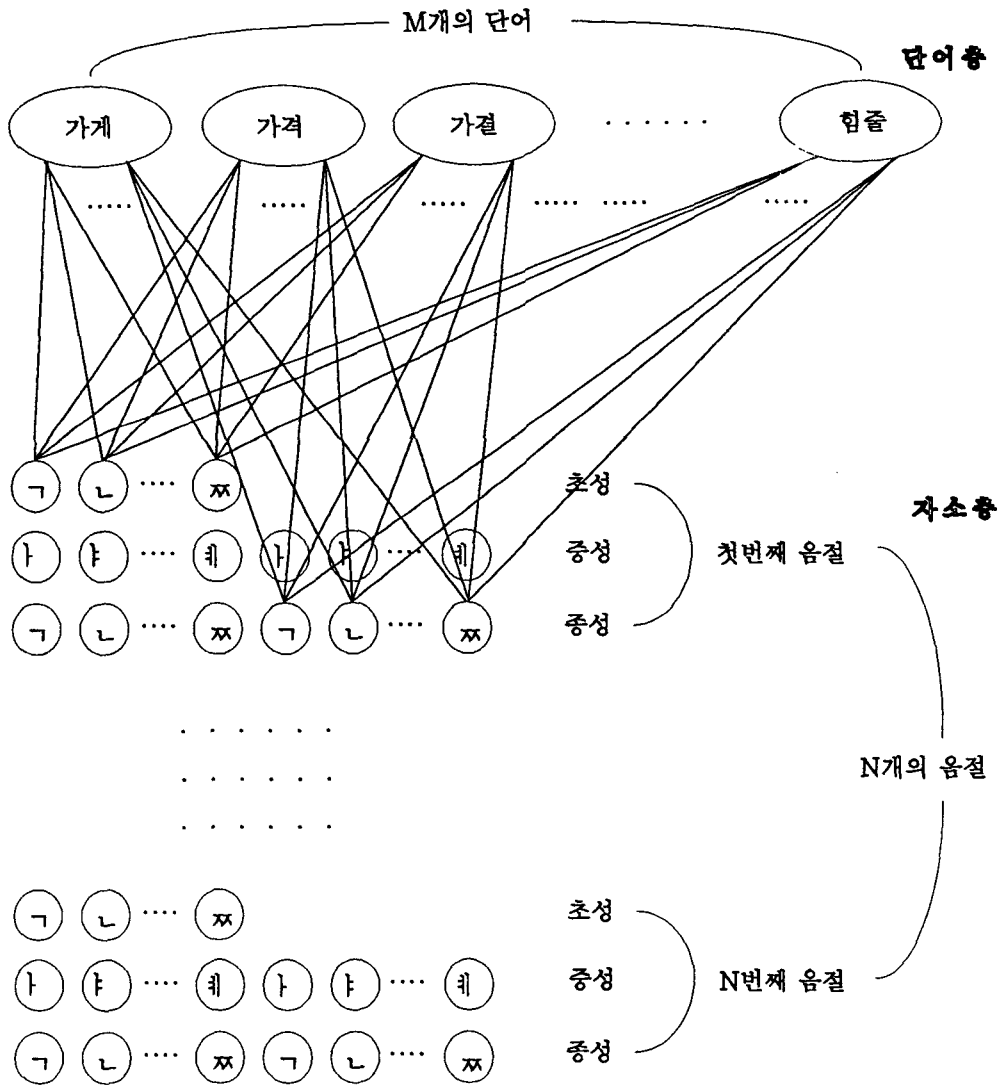 M개의 단어
단어층
가게 가격 가결 ······ 힘줄
····· ····· ····· ····· ····· ·····
ㄱ ㄴ ···· ㅉ 초성
자소층
ㅏ ㅑ ···· ㅖ ㅏ ㅑ ···· ㅖ 중성 첫번째 음절
ㄱ ㄴ ···· ㅉ ㄱ ㄴ ···· ㅉ 종성
······
N개의 음절
······
······
ㄱ ㄴ ···· ㅉ 초성
ㅏ ㅑ ···· ㅖ ㅏ ㅑ ···· ㅖ 중성 N번째 음절
ㄱ ㄴ ···· ㅉ ㄱ ㄴ ···· ㅉ 종성